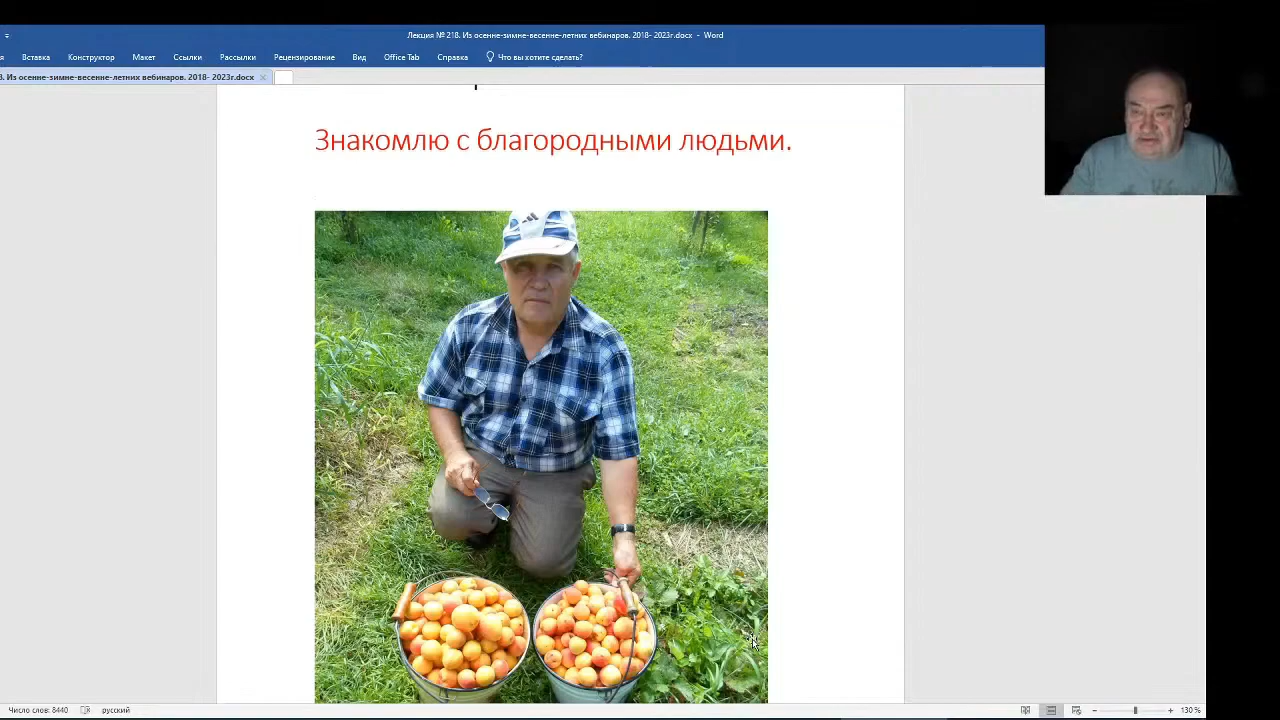 Лекция № 218. Из осенне-зимне-весенне-летних вебинаров. 2018- 2023г.docx - Word
Вставка Конструктор Макет Ссылки Рассылки Рецензирование Вид Office Tab Справка Что вы хотите сделать?
8. Из осенне-зимне-весенне-летних вебинаров. 2018- 2023г.docx
Знакомлю с благородными людьми.
Число слов: 8440 русский 130 %